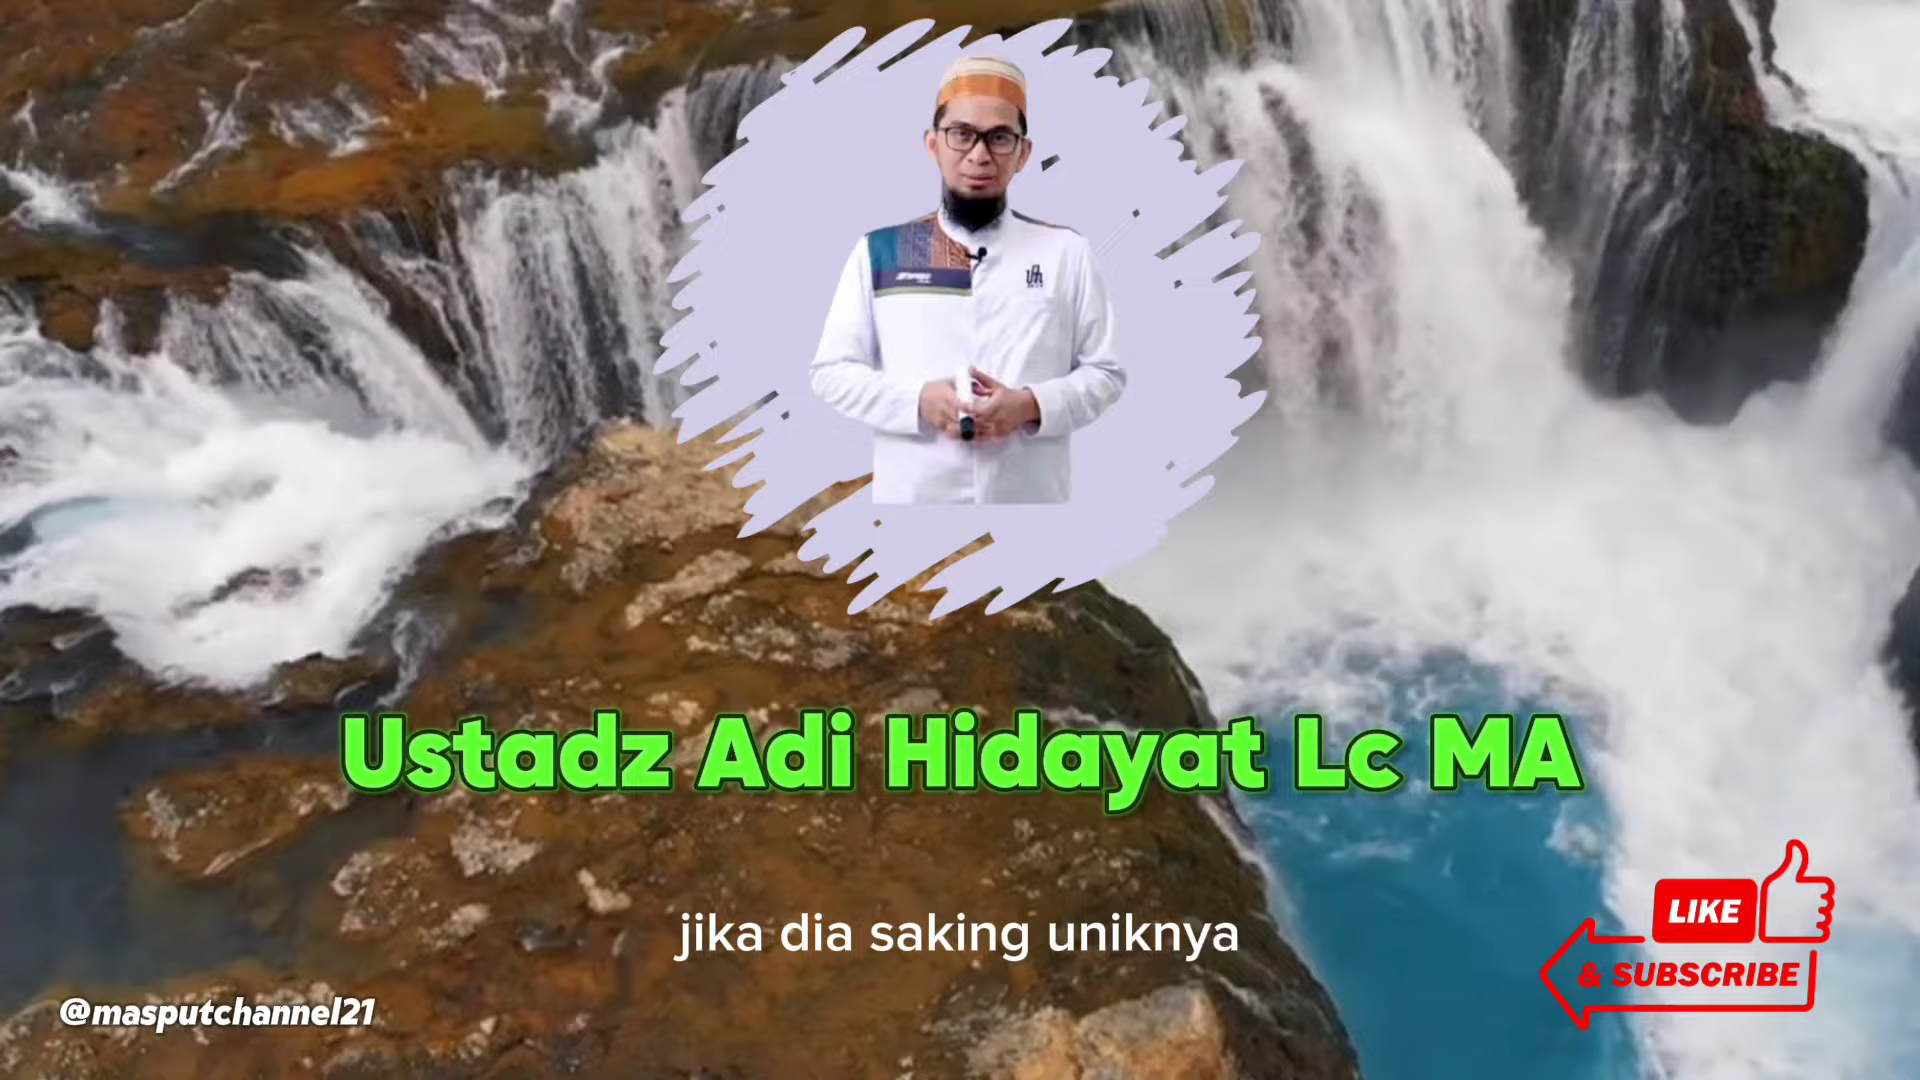 Ustadz Adi Hidayat Lc MA
jika dia saking uniknya
LIKE
& SUBSCRIBE
@masputchannel21